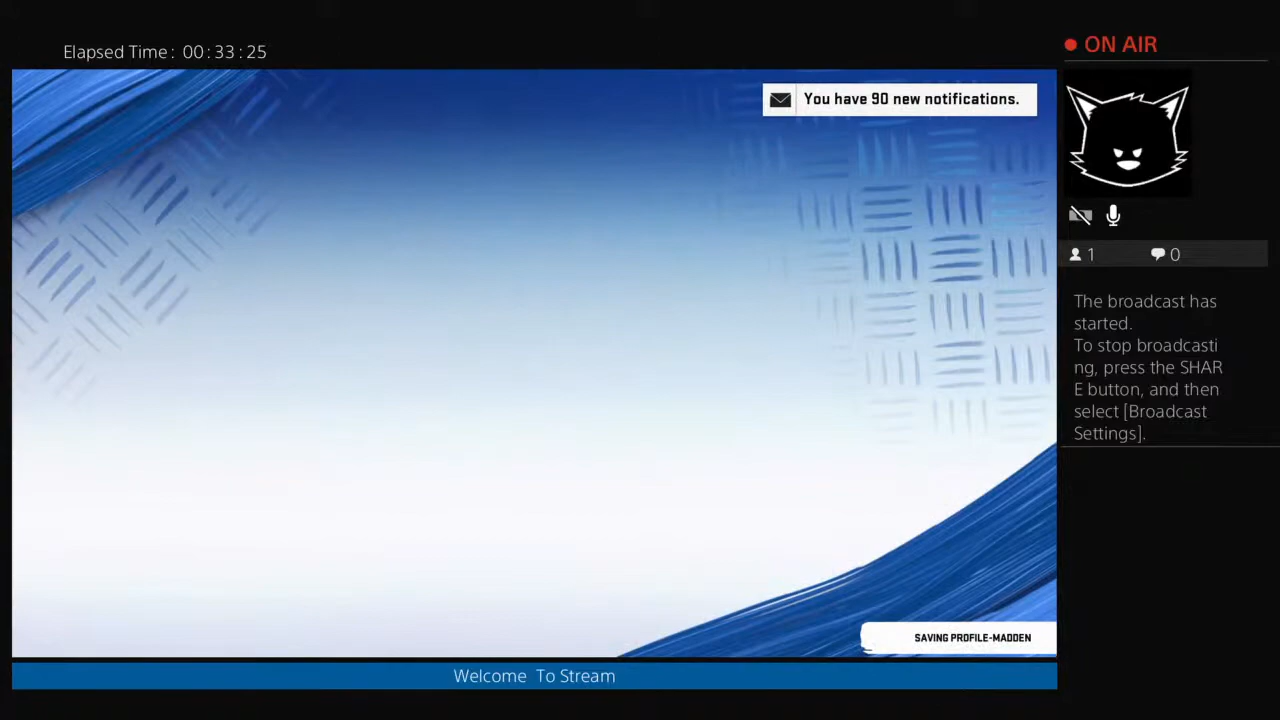 Elapsed Time: 00:33:25
ON AIR
You have 90 new notifications.
1
0
The broadcast has
started.
To stop broadcasti
ng, press the SHAR
E button, and then
select [Broadcast
Settings].
SAVING PROFILE-MADDEN
Welcome To Stream